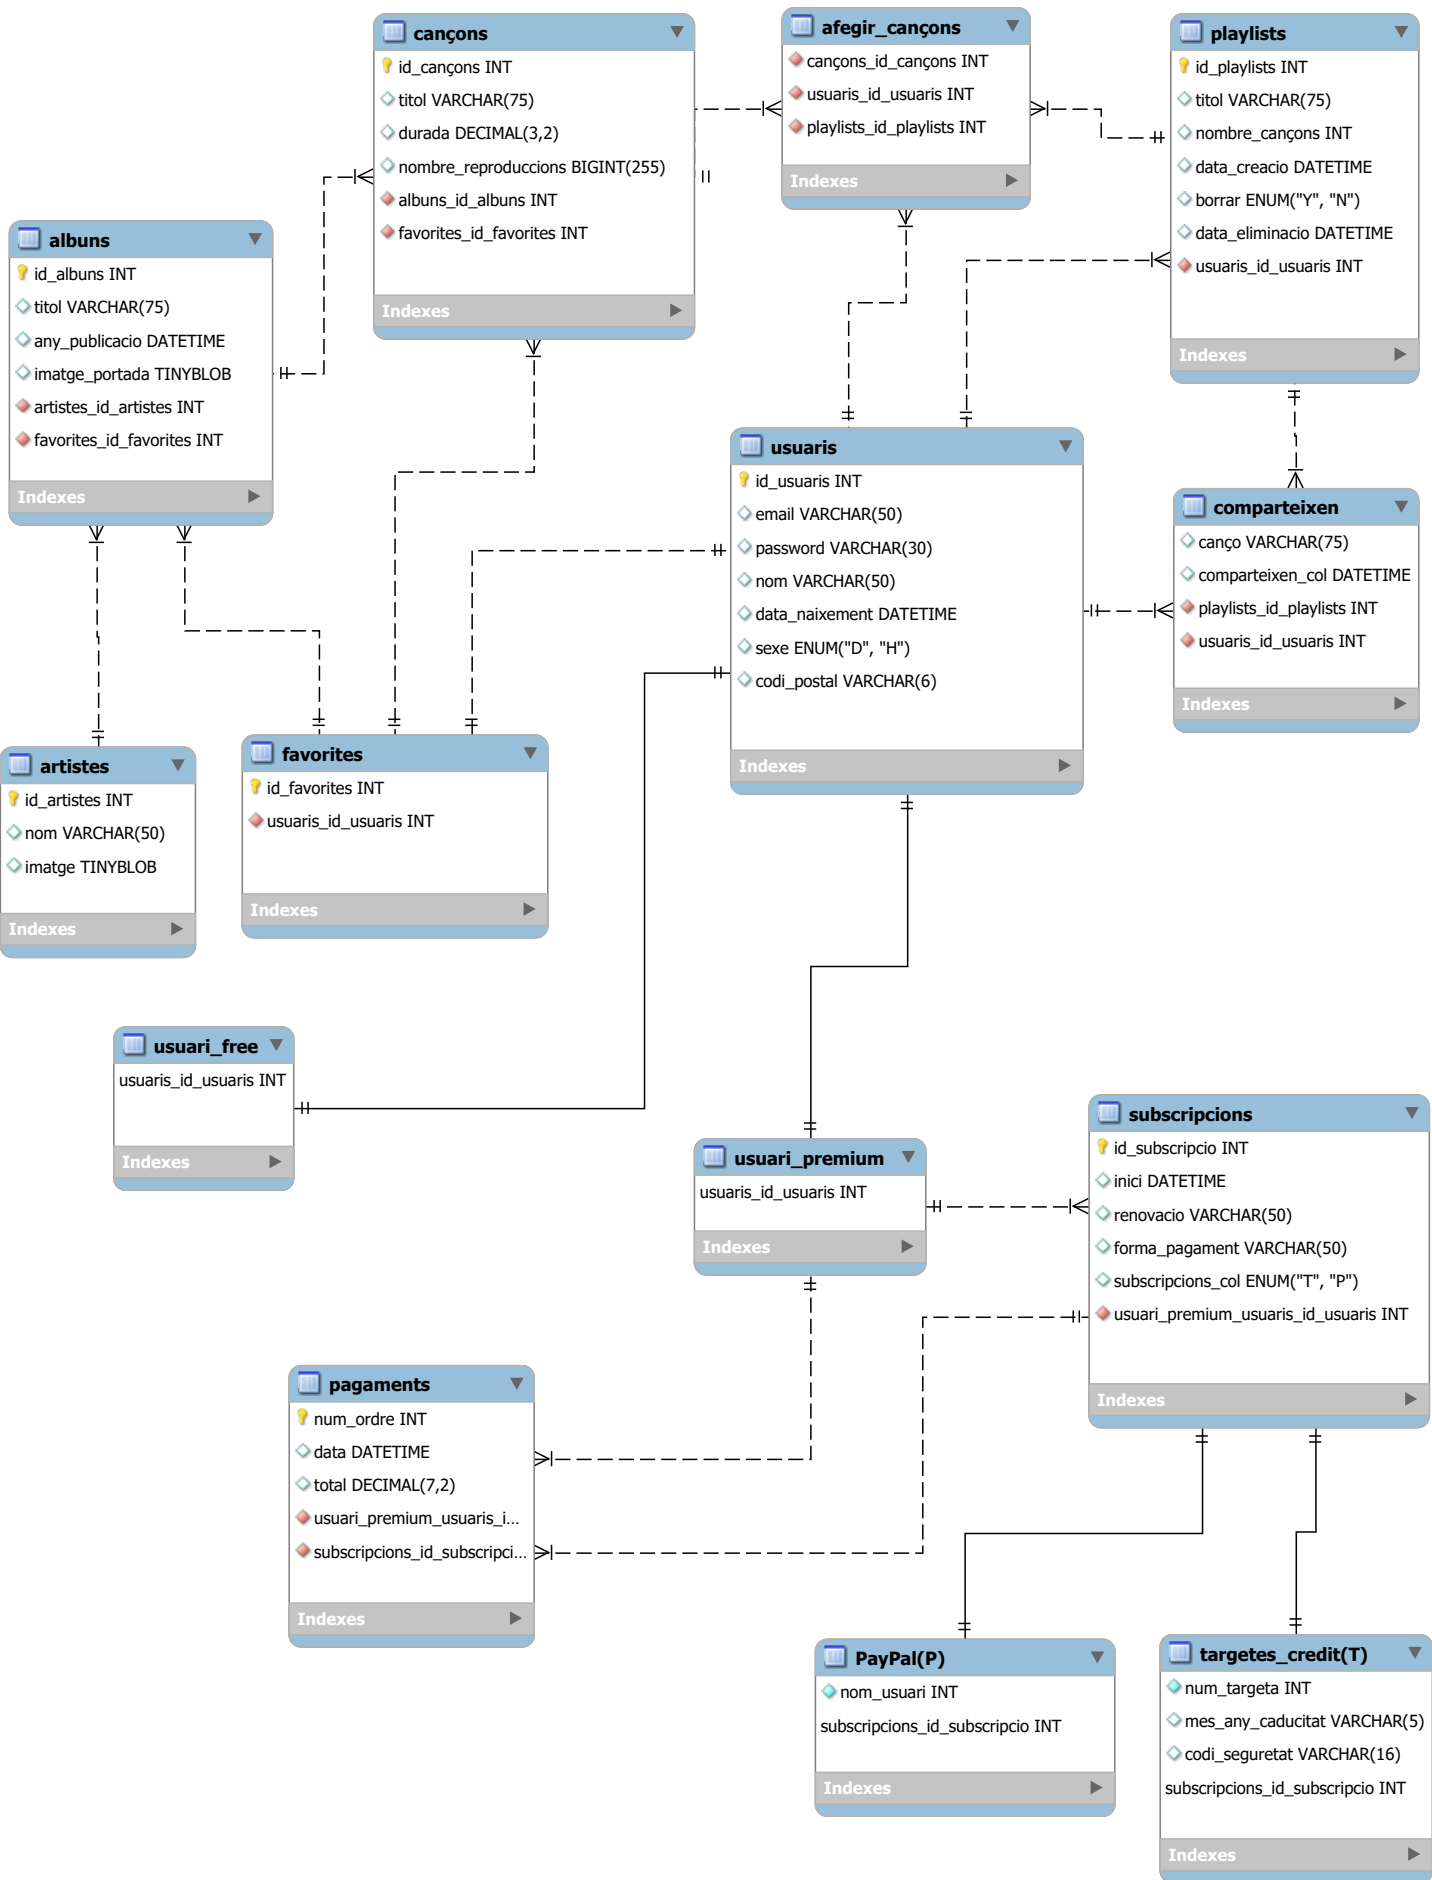 cançons
id_cançons INT
titol VARCHAR(75)
durada DECIMAL(3,2)
nombre_reproduccions BIGINT(255)
albuns_id_albuns INT
favorites_id_favorites INT
Indexes
afegir_cançons
cançons_id_cançons INT
usuaris_id_usuaris INT
playlists_id_playlists INT
Indexes
playlists
id_playlists INT
titol VARCHAR(75)
nombre_cançons INT
data_creacio DATETIME
borrar ENUM("Y", "N")
data_eliminacio DATETIME
usuaris_id_usuaris INT
Indexes
albuns
id_albuns INT
titol VARCHAR(75)
any_publicacio DATETIME
imatge_portada TINYBLOB
artistes_id_artistes INT
favorites_id_favorites INT
Indexes
usuaris
id_usuaris INT
email VARCHAR(50)
password VARCHAR(30)
nom VARCHAR(50)
data_naixement DATETIME
sexe ENUM("D", "H")
codi_postal VARCHAR(6)
Indexes
comparteixen
canço VARCHAR(75)
comparteixen_col DATETIME
playlists_id_playlists INT
usuaris_id_usuaris INT
Indexes
artistes
id_artistes INT
nom VARCHAR(50)
imatge TINYBLOB
Indexes
favorites
id_favorites INT
usuaris_id_usuaris INT
Indexes
usuari_free
usuaris_id_usuaris INT
Indexes
usuari_premium
usuaris_id_usuaris INT
Indexes
subscripcions
id_subscripcio INT
inici DATETIME
renovacio VARCHAR(50)
forma_pagament VARCHAR(50)
subscripcions_col ENUM("T", "P")
usuari_premium_usuaris_id_usuaris INT
Indexes
pagaments
num_ordre INT
data DATETIME
total DECIMAL(7,2)
usuari_premium_usuaris_i...
subscripcions_id_subscripci...
Indexes
PayPal(P)
nom_usuari INT
subscripcions_id_subscripcio INT
Indexes
targetes_credit(T)
num_targeta INT
mes_any_caducitat VARCHAR(5)
codi_seguretat VARCHAR(16)
subscripcions_id_subscripcio INT
Indexes